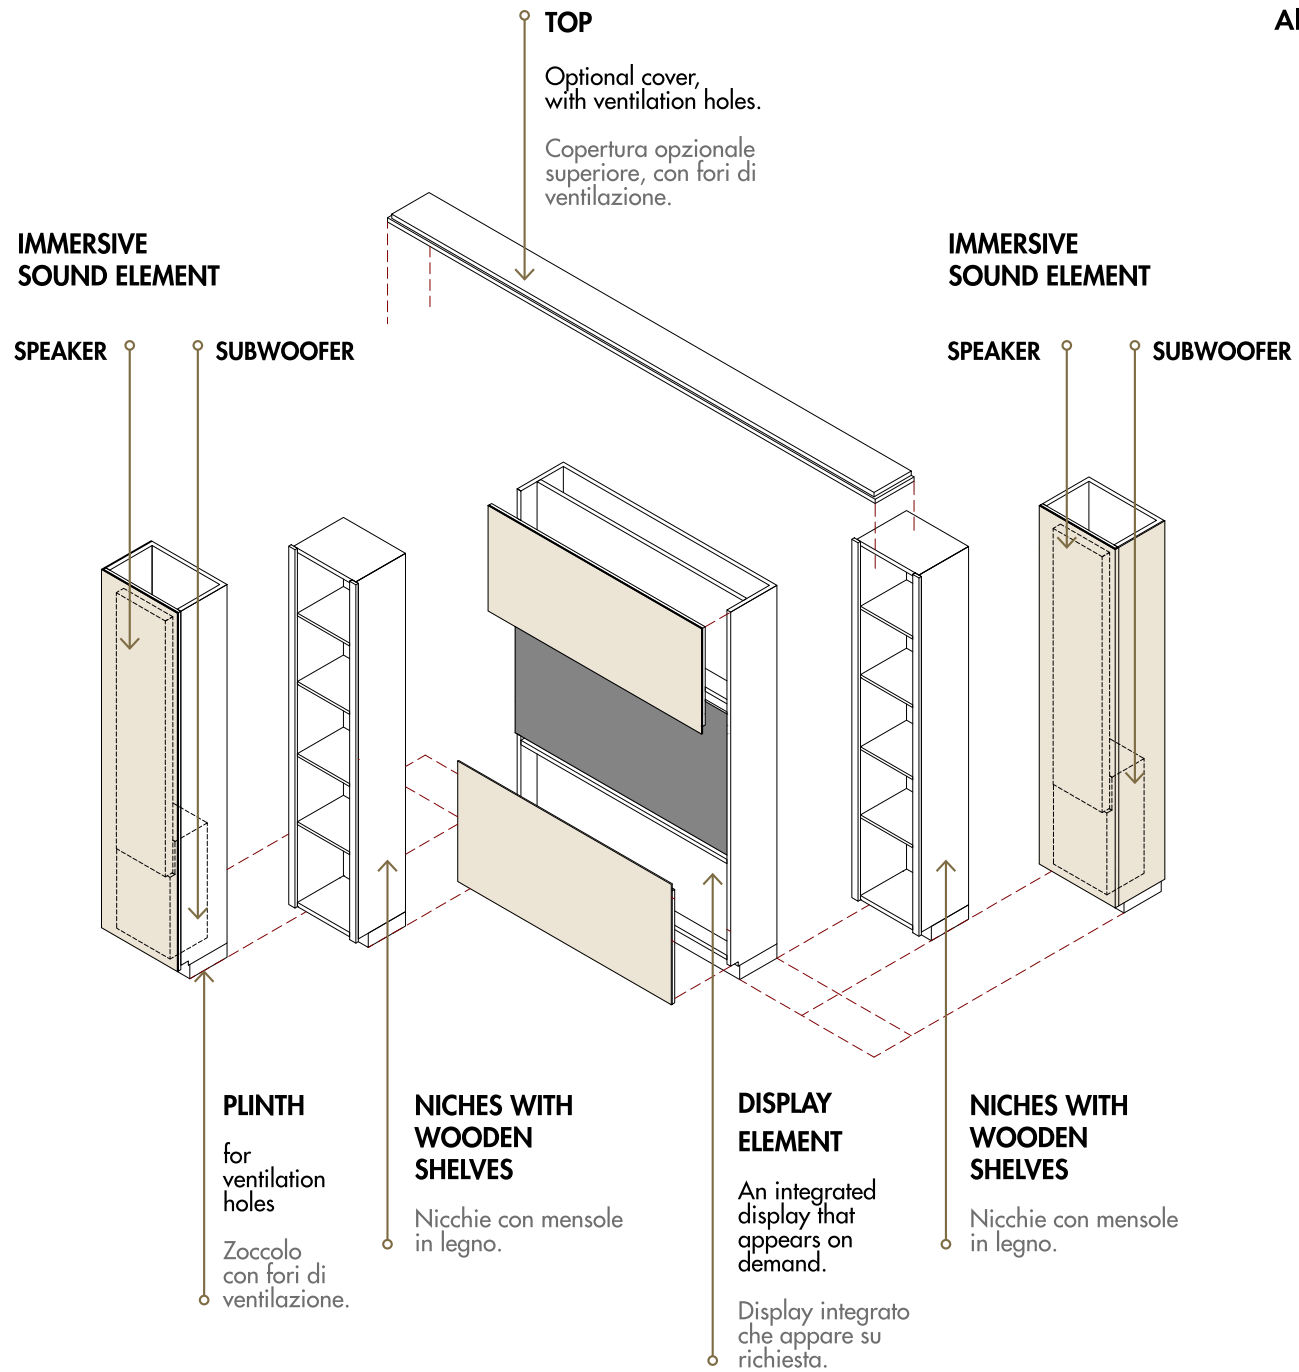 TOP
Optional cover,
with ventilation holes.
Copertura opzionale
superiore, con fori di
ventilazione.
IMMERSIVE
SOUND ELEMENT
SPEAKER
SUBWOOFER
IMMERSIVE
SOUND ELEMENT
SPEAKER
SUBWOOFER
PLINTH
for
ventilation
holes
Zoccolo
con fori di
ventilazione.
NICHES WITH
WOODEN
SHELVES
Nicchie con mensole
in legno.
DISPLAY
ELEMENT
An integrated
display that
appears on
demand.
Display integrato
che appare su
richiesta.
NICHES WITH
WOODEN
SHELVES
Nicchie con mensole
in legno.